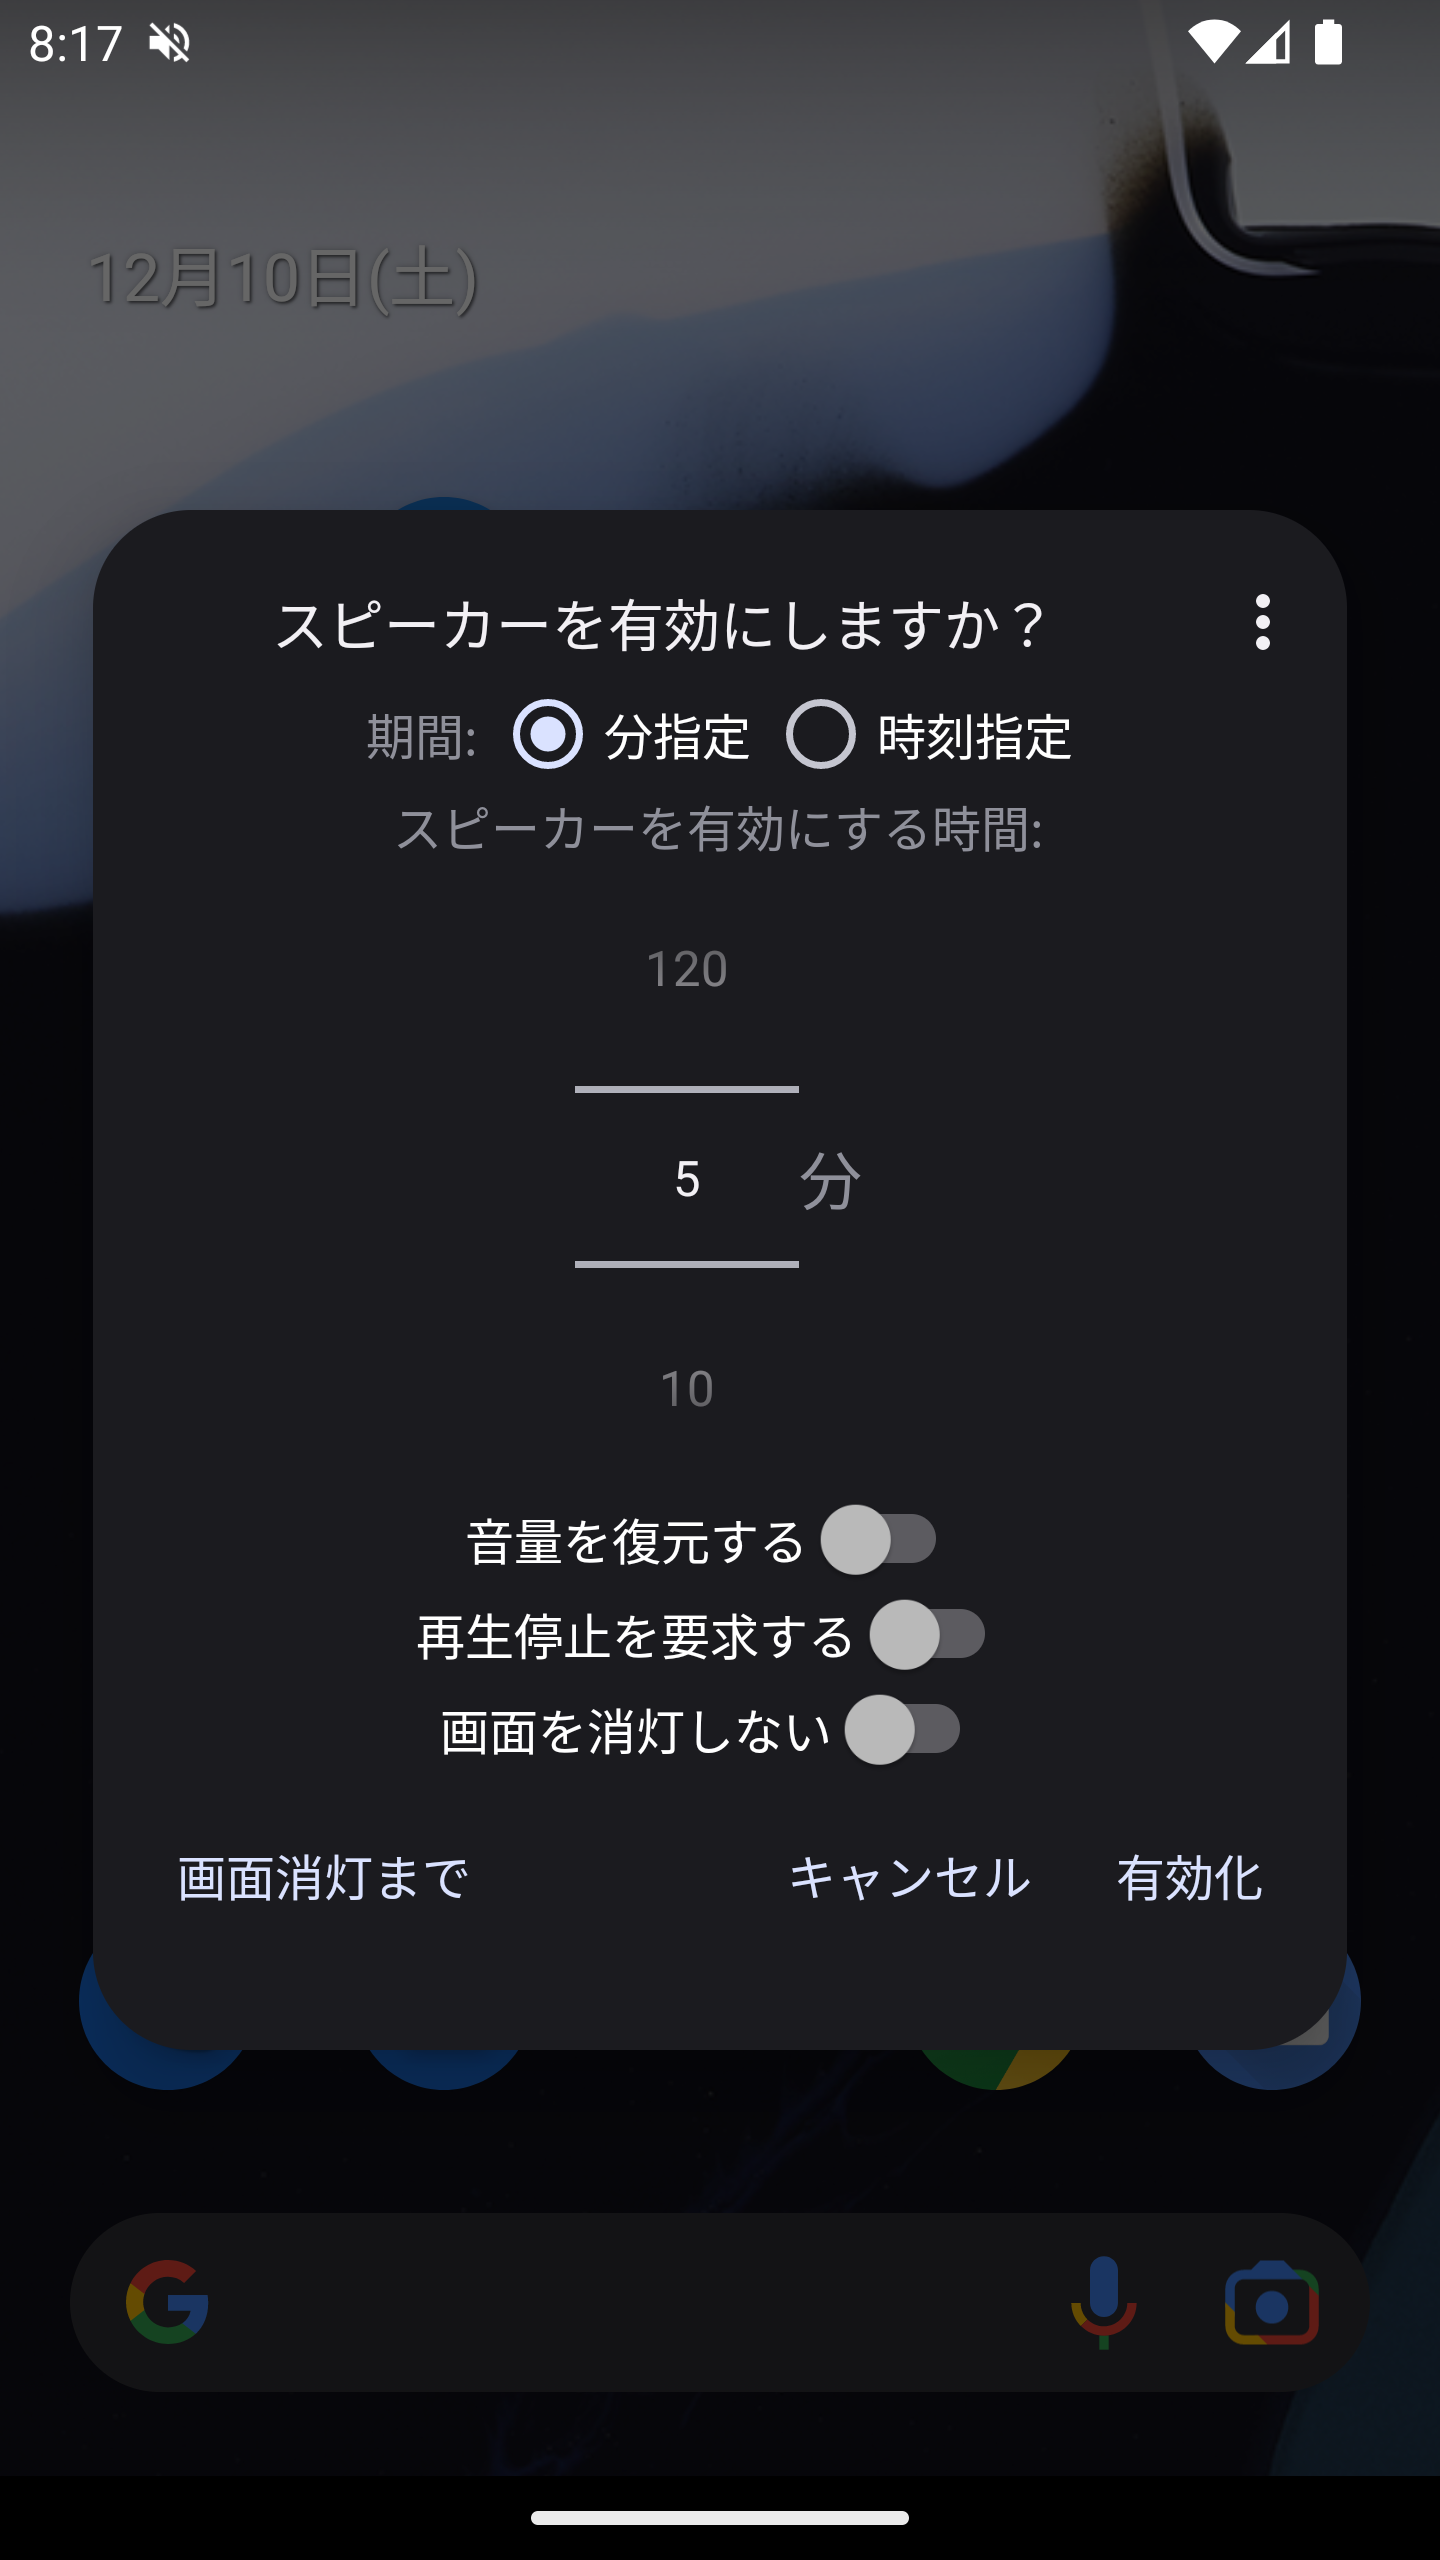 8:17
12月10日(土)
スピーカーを有効にしますか？
期間: 分指定 時刻指定
スピーカーを有効にする時間:
120
5 分
10
音量を復元する
再生停止を要求する
画面を消灯しない
画面消灯まで キャンセル 有効化